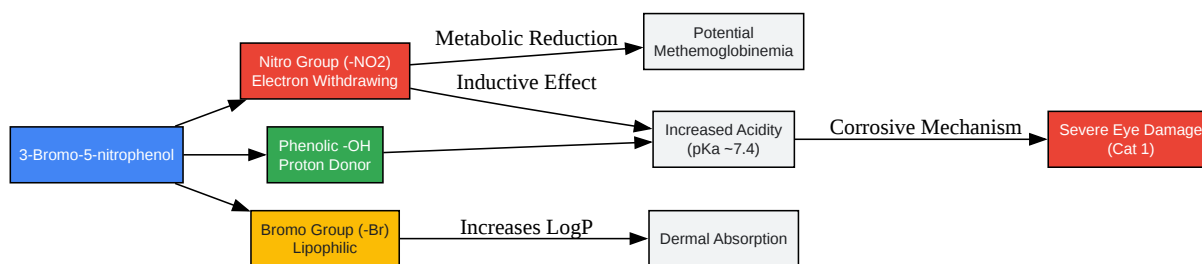 3-Bromo-5-nitrophenol
Nitro Group (-NO2)
Electron Withdrawing
Phenolic -OH
Proton Donor
Bromo Group (-Br)
Lipophilic
Metabolic Reduction
Inductive Effect
Increases LogP
Potential
Methemoglobinemia
Increased Acidity
(pKa ~7.4)
Dermal Absorption
Corrosive Mechanism
Severe Eye Damage
(Cat 1)